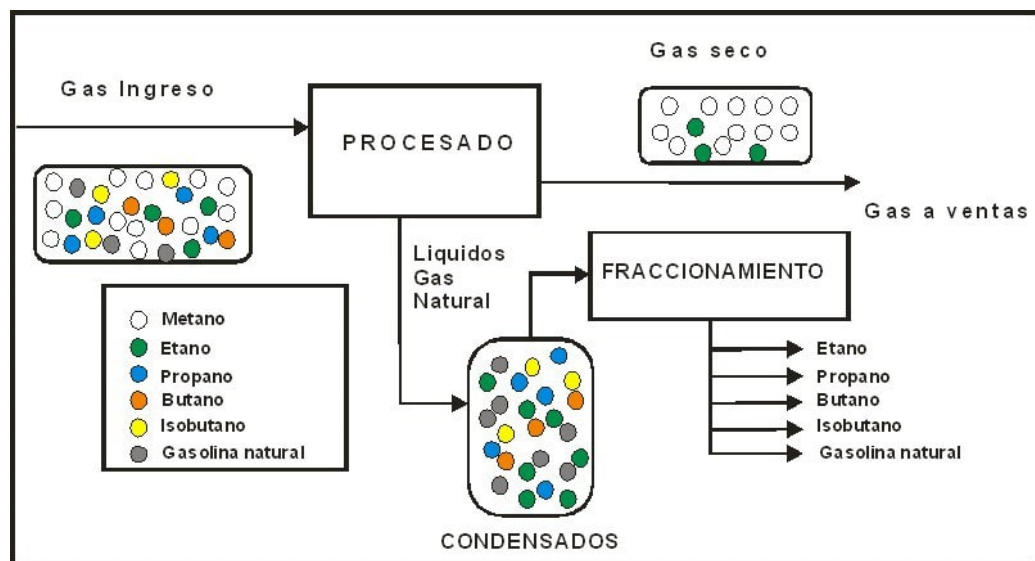 Gas Ingreso
PROCESADO
Gas seco
Gas a ventas
Liquidos
Gas
Natural
FRACCIONAMIENTO
Metano
Etano
Propano
Butano
Isobutano
Gasolina natural
Etano
Propano
Butano
Isobutano
Gasolina natural
CONDENSADOS